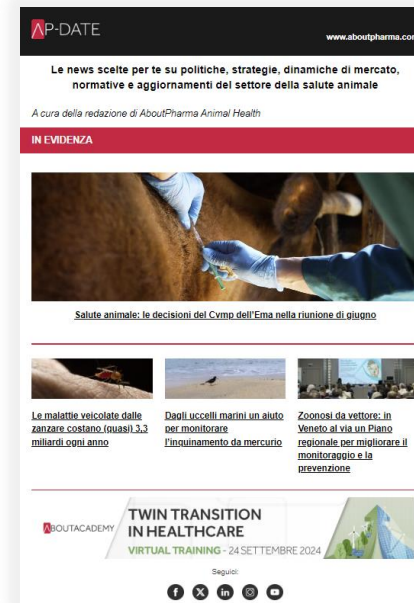 AP-DATE
www.aboutpharma.com
Le news scelte per te su politiche, strategie, dinamiche di mercato,
normative e aggiornamenti del settore della salute animale
A cura della redazione di AboutPharma Animal Health
IN EVIDENZA
Salute animale: le decisioni del Cvmp dell'Ema nella riunione di giugno
Le malattie veicolate dalle
zanzare costano (quasi) 3,3
miliardi ogni anno
Dagli uccelli marini un aiuto
per monitorare
l'inquinamento da mercurio
Zoonosi da vettore: in
Veneto al via un Piano
regionale per migliorare il
monitoraggio e la
prevenzione
ABOUTACADEMY
TWIN TRANSITION
IN HEALTHCARE
VIRTUAL TRAINING - 24 SETTEMBRE 2024
Seguici: